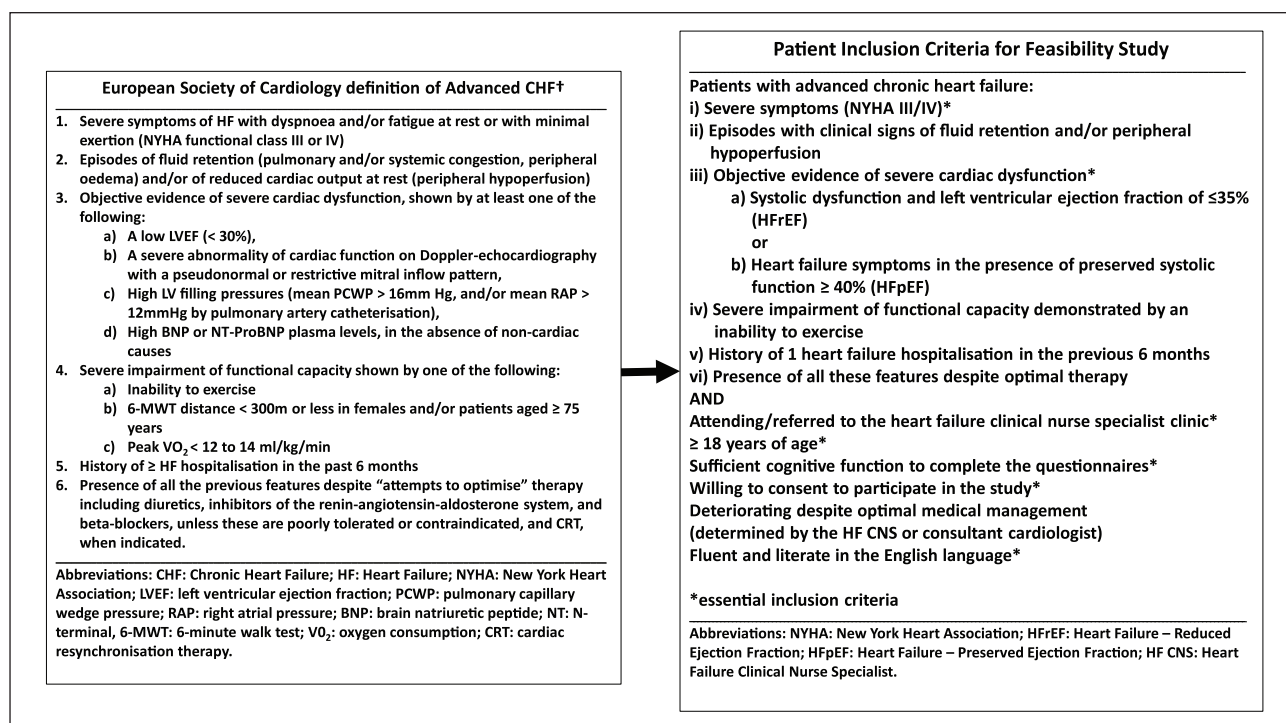 European Society of Cardiology definition of Advanced CHF†
1. Severe symptoms of HF with dyspnoea and/or fatigue at rest or with minimal
exertion (NYHA functional class III or IV)
2. Episodes of fluid retention (pulmonary and/or systemic congestion, peripheral
oedema) and/or of reduced cardiac output at rest (peripheral hypoperfusion)
3. Objective evidence of severe cardiac dysfunction, shown by at least one of the
following:
a) A low LVEF (< 30%),
b) A severe abnormality of cardiac function on Doppler-echocardiography
with a pseudonormal or restrictive mitral inflow pattern,
c) High LV filling pressures (mean PCWP > 16mm Hg, and/or mean RAP >
12mmHg by pulmonary artery catheterisation),
d) High BNP or NT-ProBNP plasma levels, in the absence of non-cardiac
causes
4. Severe impairment of functional capacity shown by one of the following:
a) Inability to exercise
b) 6-MWT distance < 300m or less in females and/or patients aged ≥ 75
years
c) Peak VO₂ < 12 to 14 ml/kg/min
5. History of ≥ HF hospitalisation in the past 6 months
6. Presence of all the previous features despite “attempts to optimise” therapy
including diuretics, inhibitors of the renin-angiotensin-aldosterone system, and
beta-blockers, unless these are poorly tolerated or contraindicated, and CRT,
when indicated.
Abbreviations: CHF: Chronic Heart Failure; HF: Heart Failure; NYHA: New York Heart
Association; LVEF: left ventricular ejection fraction; PCWP: pulmonary capillary
wedge pressure; RAP: right atrial pressure; BNP: brain natriuretic peptide; NT: N-
terminal, 6-MWT: 6-minute walk test; V0₂: oxygen consumption; CRT: cardiac
resynchronisation therapy.
Patient Inclusion Criteria for Feasibility Study
Patients with advanced chronic heart failure:
i) Severe symptoms (NYHA III/IV)*
ii) Episodes with clinical signs of fluid retention and/or peripheral
hypoperfusion
iii) Objective evidence of severe cardiac dysfunction*
a) Systolic dysfunction and left ventricular ejection fraction of ≤35%
(HFrEF)
or
b) Heart failure symptoms in the presence of preserved systolic
function ≥ 40% (HFpEF)
iv) Severe impairment of functional capacity demonstrated by an
inability to exercise
v) History of 1 heart failure hospitalisation in the previous 6 months
vi) Presence of all these features despite optimal therapy
AND
Attending/referred to the heart failure clinical nurse specialist clinic*
≥ 18 years of age*
Sufficient cognitive function to complete the questionnaires*
Willing to consent to participate in the study*
Deteriorating despite optimal medical management
(determined by the HF CNS or consultant cardiologist)
Fluent and literate in the English language*
*essential inclusion criteria
Abbreviations: NYHA: New York Heart Association; HFrEF: Heart Failure – Reduced
Ejection Fraction; HFpEF: Heart Failure – Preserved Ejection Fraction; HF CNS: Heart
Failure Clinical Nurse Specialist.